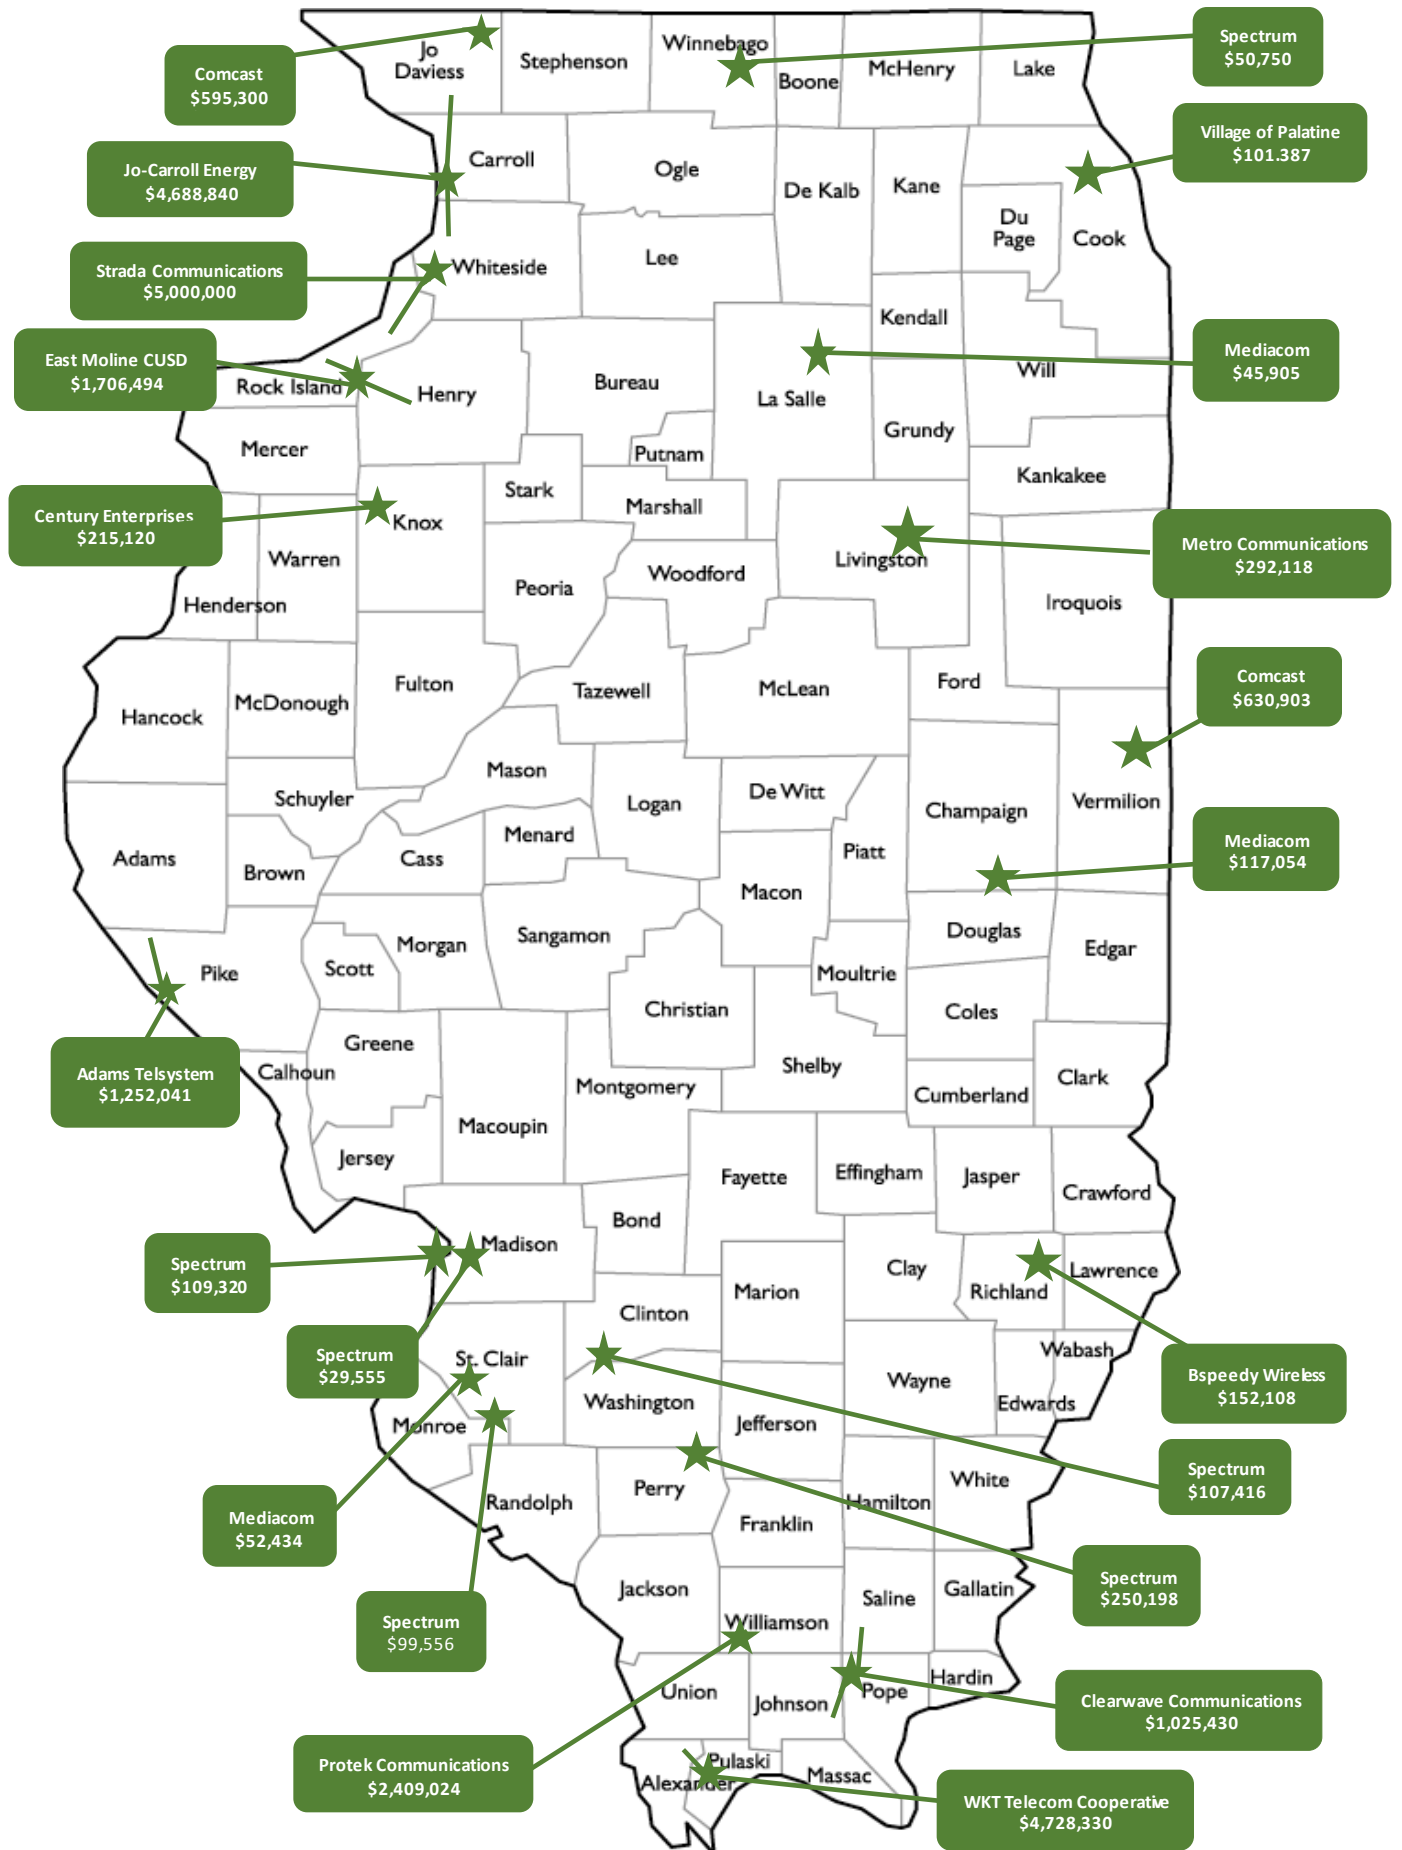 Spectrum
$50,750
Winnebago
Jo
Daviess
Stephenson
Boone
McHenry
Lake
Comcast
$595,300
Village of Palatine
$101.387
Carroll
Ogle
De Kalb
Kane
Du
Page
Cook
Jo-Carroll Energy
$4,688,840
Strada Communications
$5,000,000
Whiteside
Lee
Kendall
Will
East Moline CUSD
$1,706,494
Rock Island
Henry
Bureau
La Salle
Mediacom
$45,905
Grundy
Mercer
Putnam
Kankakee
Stark
Marshall
Century Enterprises
$215,120
Knox
Warren
Henderson
Peoria
Woodford
Livingston
Metro Communications
$292,118
Iroquois
Hancock
McDonough
Fulton
Tazewell
McLean
Ford
Comcast
$630,903
Mason
Schuyler
Logan
De Witt
Champaign
Vermilion
Adams
Brown
Cass
Menard
Macon
Piatt
Mediacom
$117,054
Pike
Scott
Morgan
Sangamon
Christian
Moultrie
Douglas
Edgar
Coles
Adams Telsystem
$1,252,041
Calhoun
Greene
Macoupin
Montgomery
Shelby
Cumberland
Clark
Jersey
Fayette
Effingham
Jasper
Crawford
Spectrum
$109,320
Madison
Bond
Clay
Richland
Lawrence
Marion
Clinton
Spectrum
$29,555
St. Clair
Washington
Wayne
Wabash
Edwards
Bspeedy Wireless
$152,108
Monroe
Jefferson
Spectrum
$107,416
Mediacom
$52,434
Randolph
Perry
Hamilton
White
Franklin
Spectrum
$250,198
Spectrum
$99,556
Jackson
Williamson
Saline
Gallatin
Union
Johnson
Pope
Hardin
Clearwave Communications
$1,025,430
Protek Communications
$2,409,024
Alexander
Pulaski
Massac
WKT Telecom Cooperative
$4,728,330